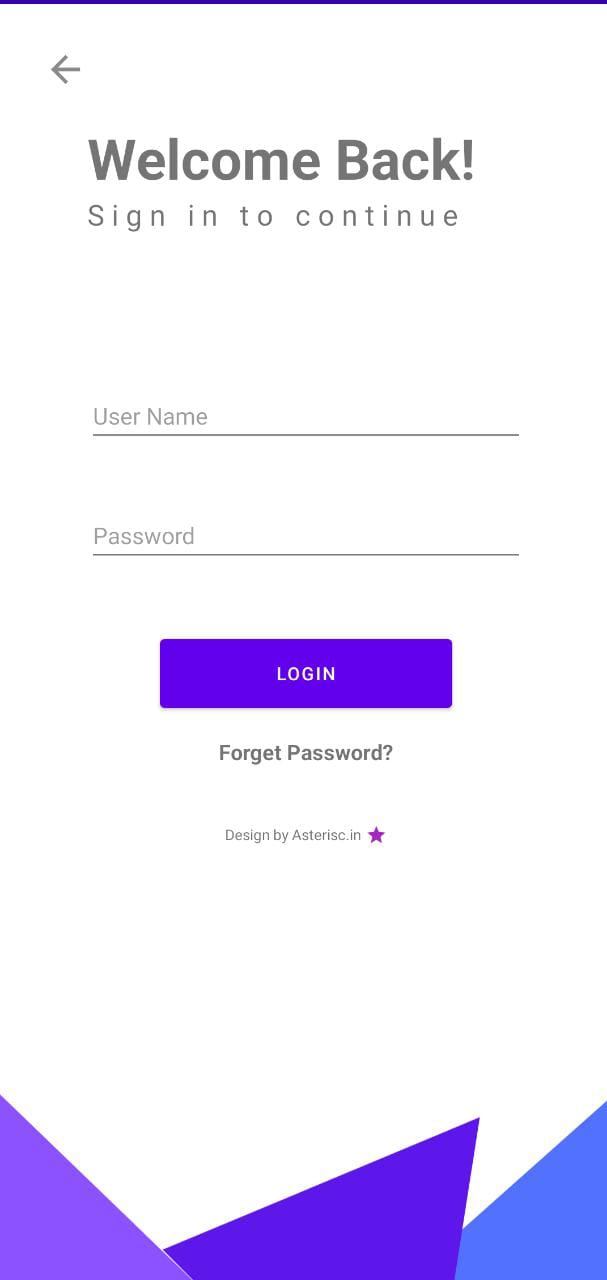 Welcome Back!
Sign in to continue
User Name
Password
LOGIN
Forget Password?
Design by Asterisc.in